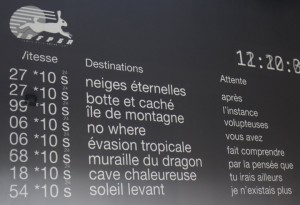 12:20:0
/itesse Destinations Attente
27 *10 s neiges éternelles après
27 *10 s botte et caché l'instance
99 *10 s île de montagne volupteuses
06 *10 s no where vous avez
06 *10 s évasion tropicale fait comprendre
68 *10 s muraille du dragon par la pensée que
18 *10 s cave chaleureuse tu irais ailleurs
54 *10 s soleil levant je n'existais plus